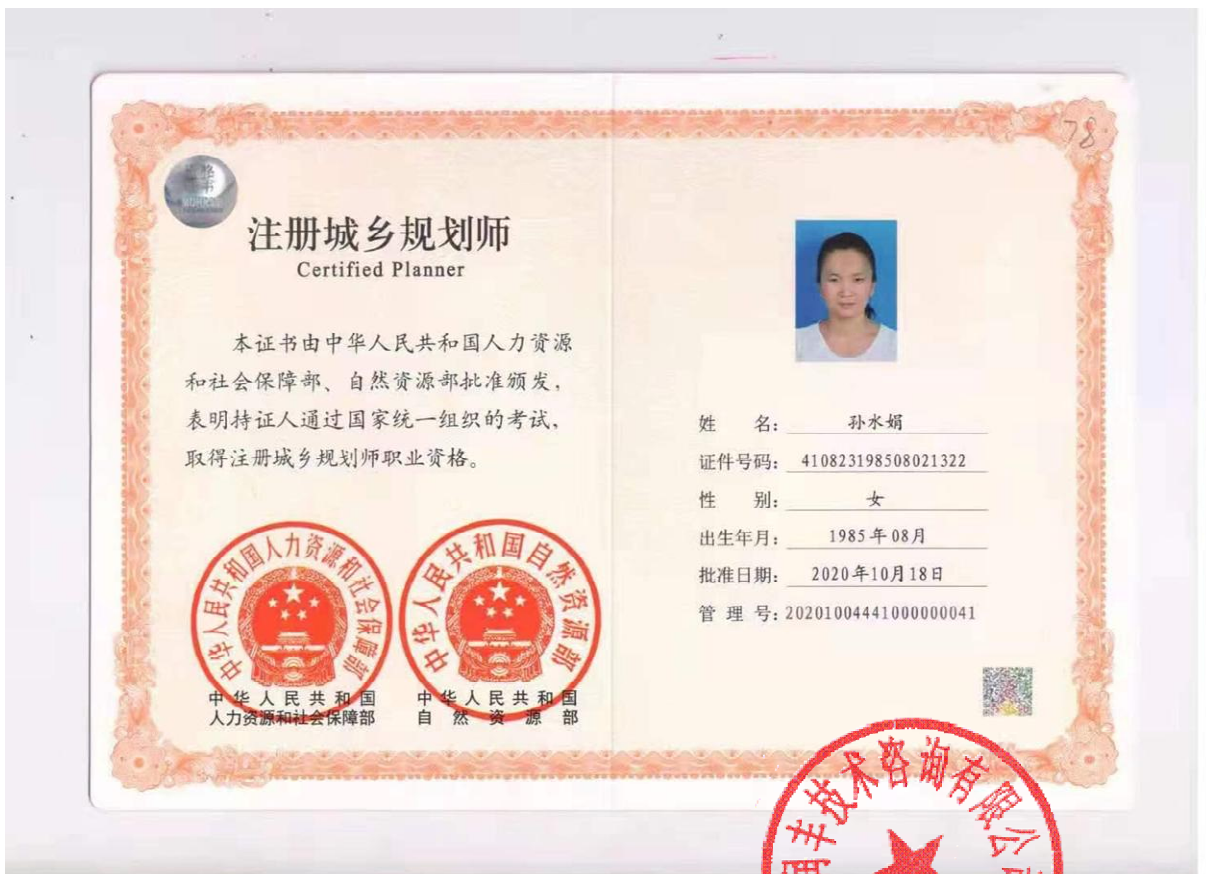 78
注册城乡规划师
Certified Planner
本证书由中华人民共和国人力资源
和社会保障部、自然资源部批准颁发，
表明持证人通过国家统一组织的考试，
取得注册城乡规划师职业资格。
中华人民共和国人力资源和社会保障部
中华人民共和国自然资源部
中华人民共和国
人力资源和社会保障部
中华人民共和国
自然资源部
姓 名：孙水娟
证件号码：410823198508021322
性 别：女
出生年月：1985年08月
批准日期：2020年10月18日
管 理 号：20201004441000000041
丰技术咨询有限公